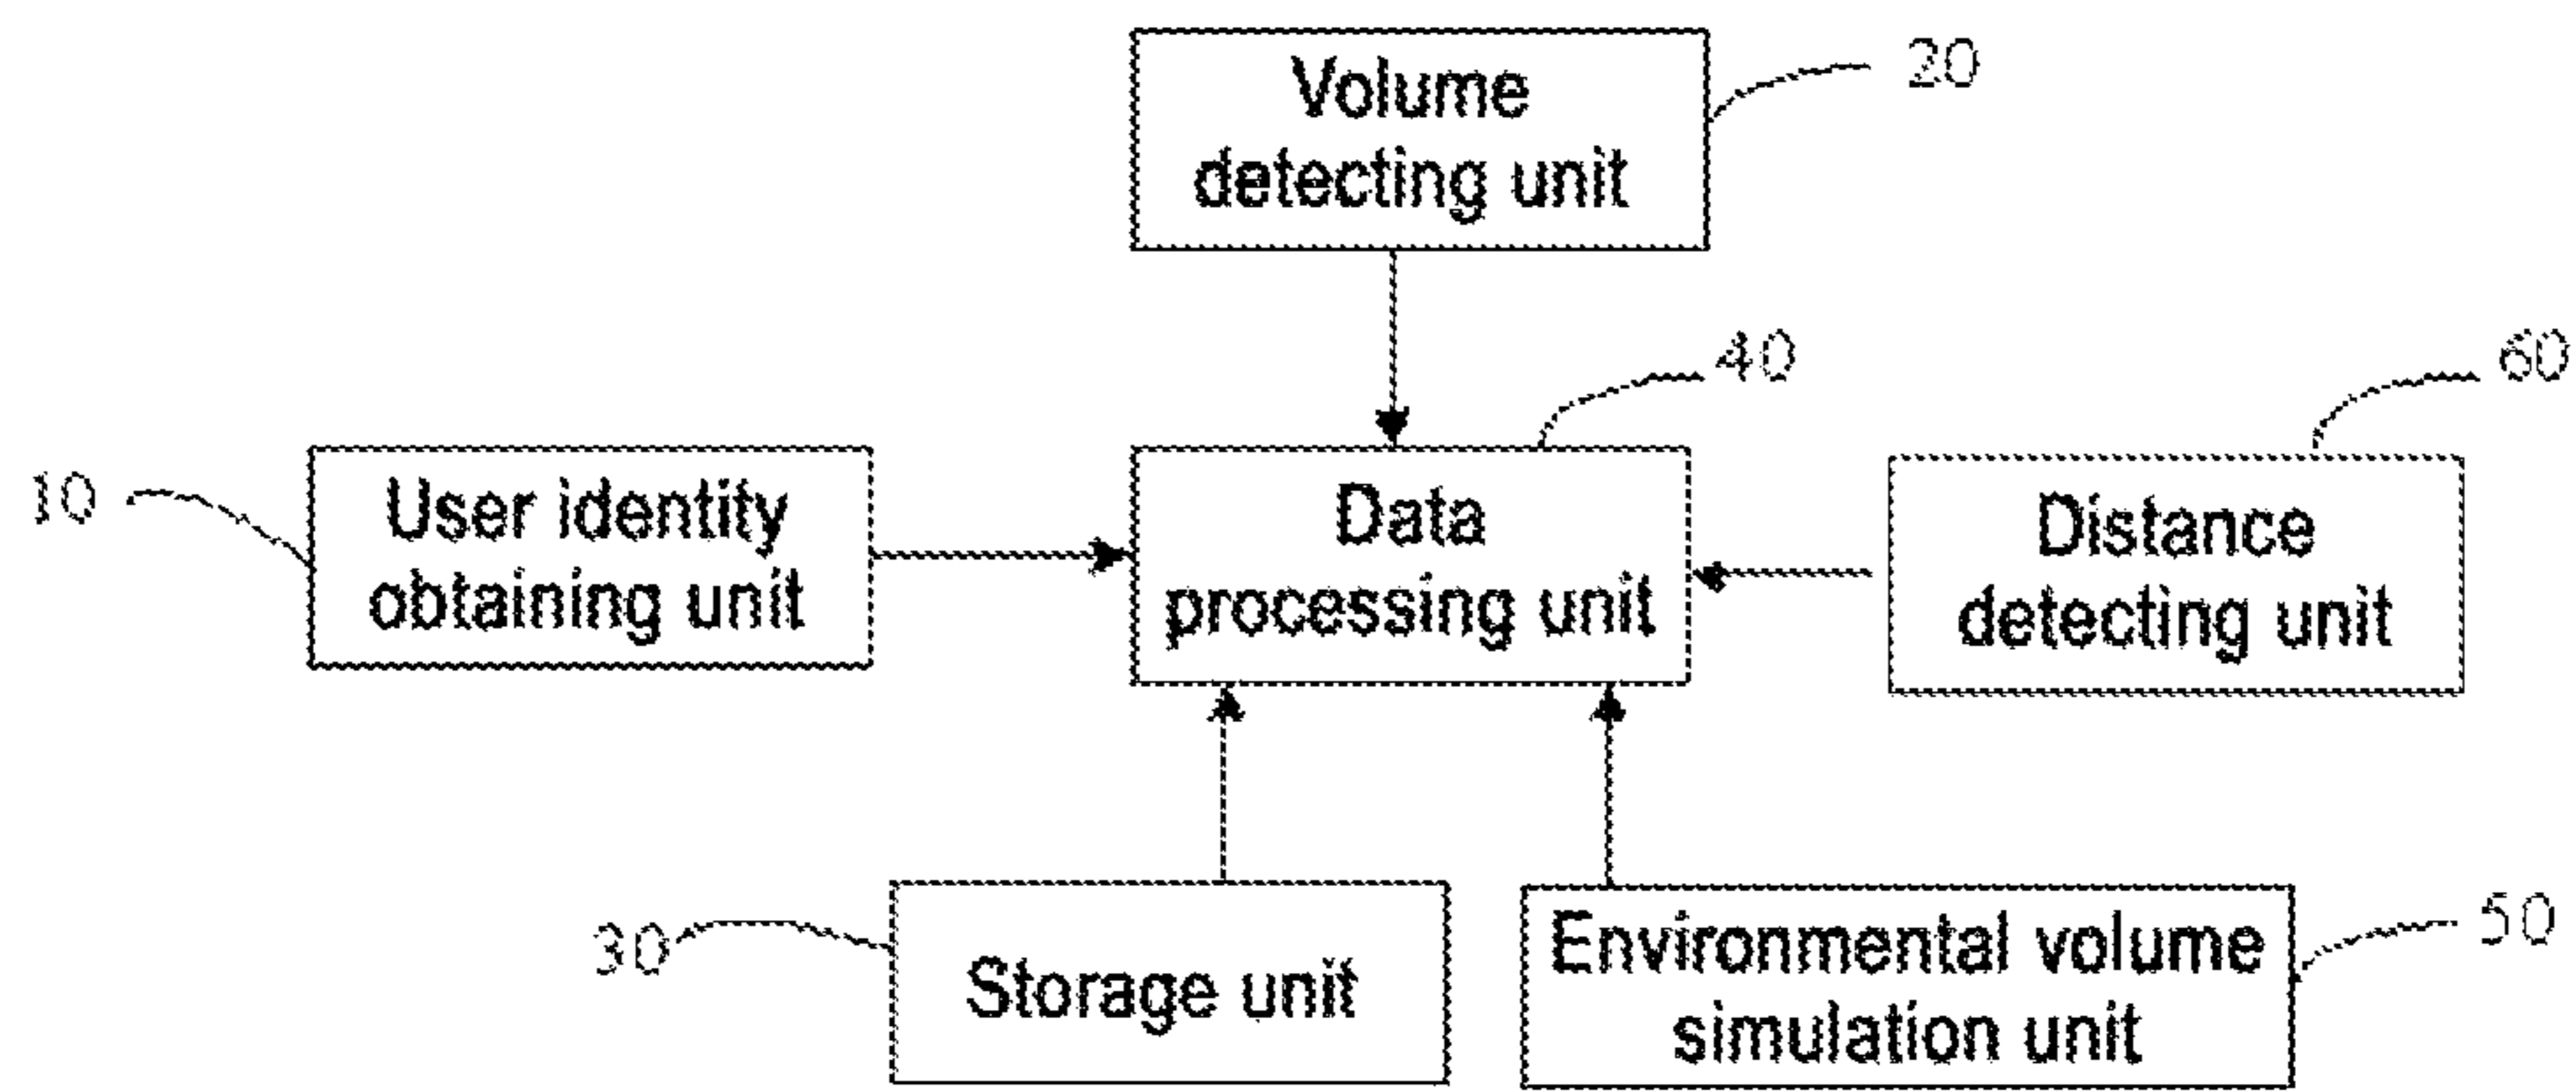 Volume
detecting unit
20
40
60
10
User identity
obtaining unit
Data
processing unit
Distance
detecting unit
30
Storage unit
Environmental volume
simulation unit
50